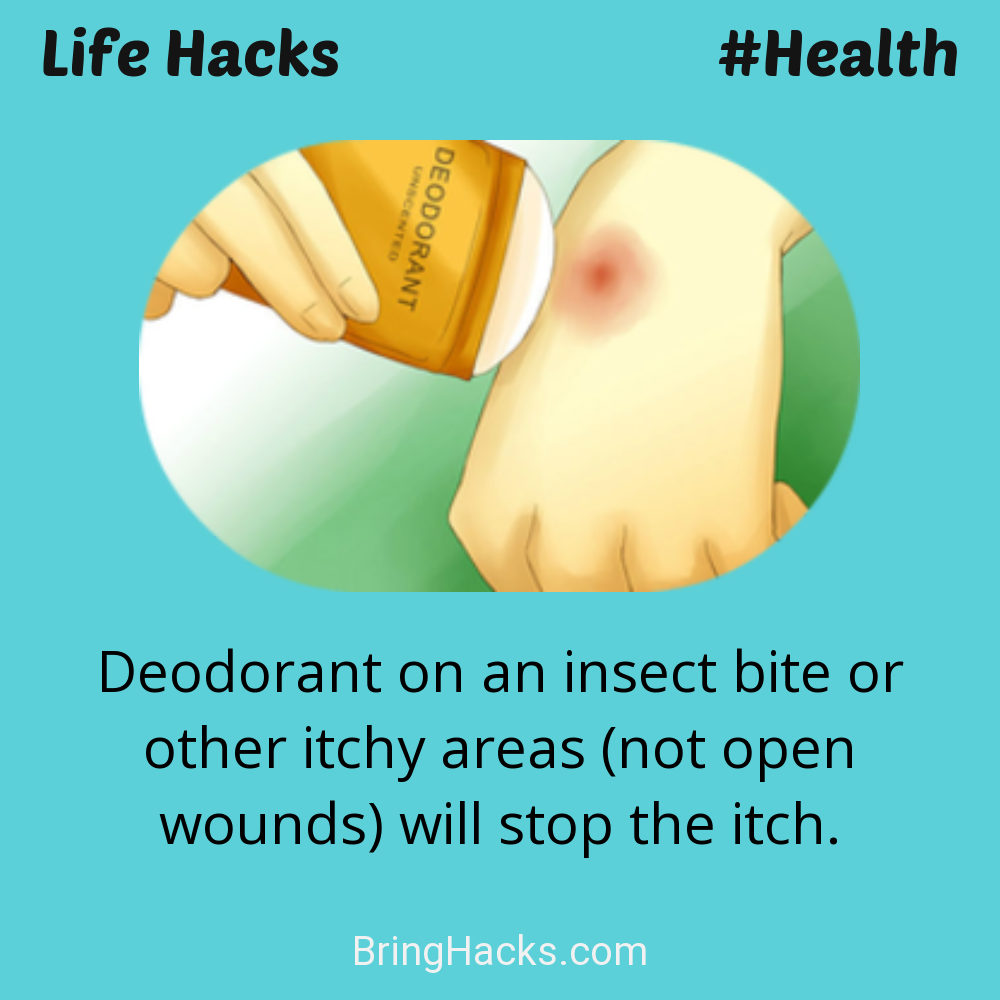 Life Hacks
#Health
DEODORANT
UNSCENTED
Deodorant on an insect bite or
other itchy areas (not open
wounds) will stop the itch.
BringHacks.com